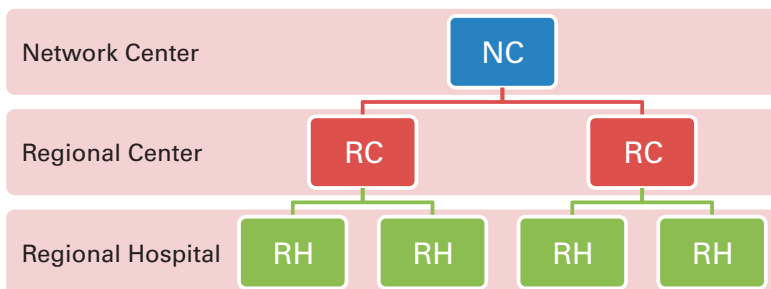 Network Center
NC
Regional Center
RC
RC
Regional Hospital
RH
RH
RH
RH